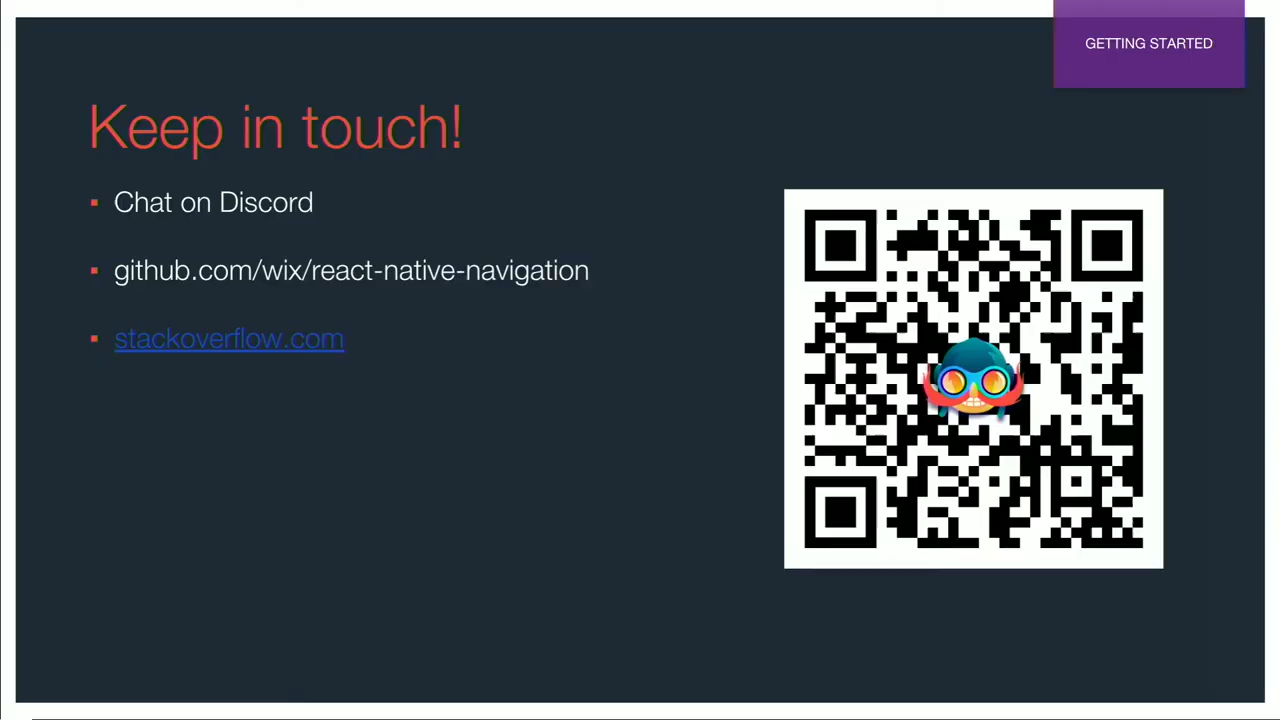 GETTING STARTED
Keep in touch!
Chat on Discord
github.com/wix/react-native-navigation
stackoverflow.com